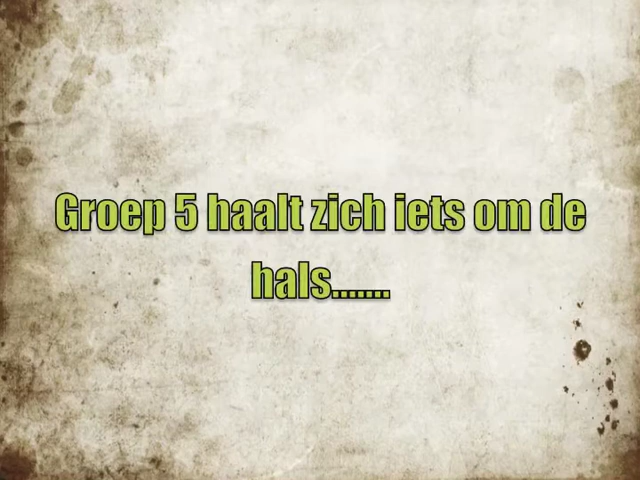 Groep 5 haalt zich iets om de
hals.......